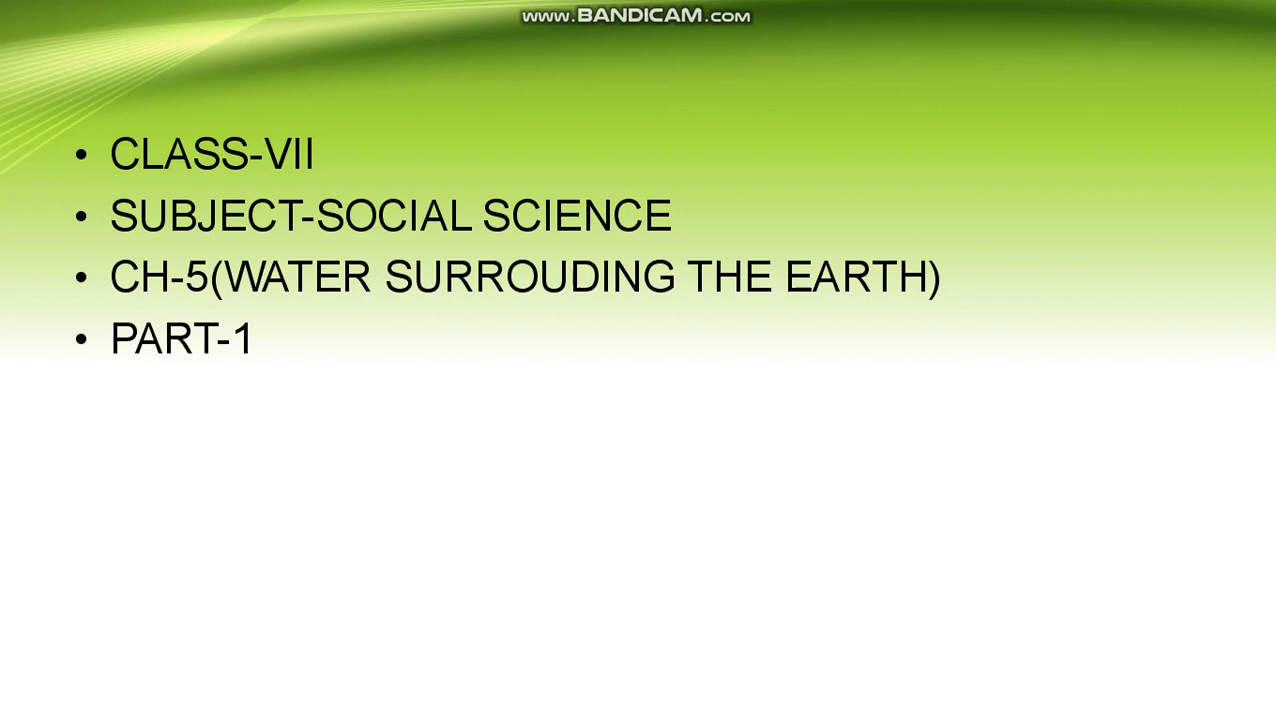 www.BANDICAM.com
• CLASS-VII
• SUBJECT-SOCIAL SCIENCE
• CH-5(WATER SURROUDING THE EARTH)
• PART-1